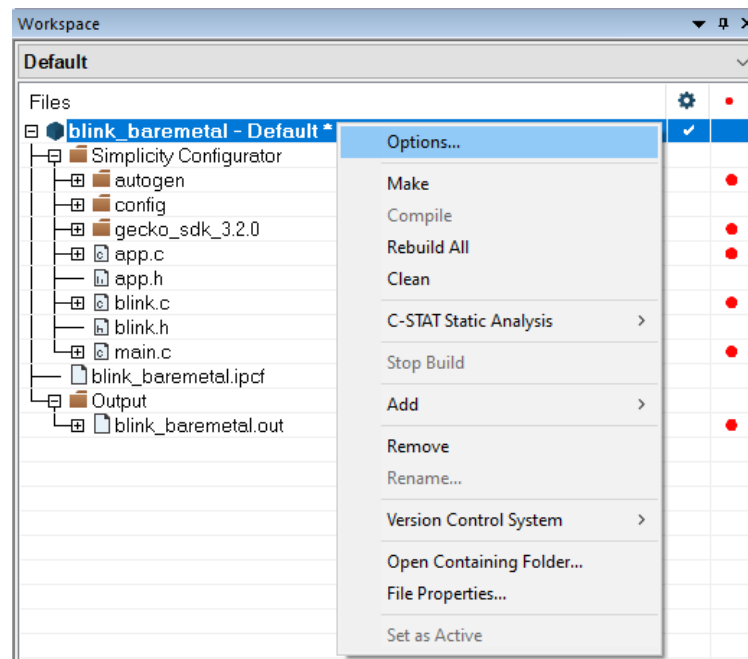 Workspace
Default
Files
blink_baremetal - Default *
Simplicity Configurator
autogen
config
gecko_sdk_3.2.0
app.c
app.h
blink.c
blink.h
main.c
blink_baremetal.ipcf
Output
blink_baremetal.out
Options...
Make
Compile
Rebuild All
Clean
C-STAT Static Analysis
Stop Build
Add
Remove
Rename...
Version Control System
Open Containing Folder...
File Properties...
Set as Active